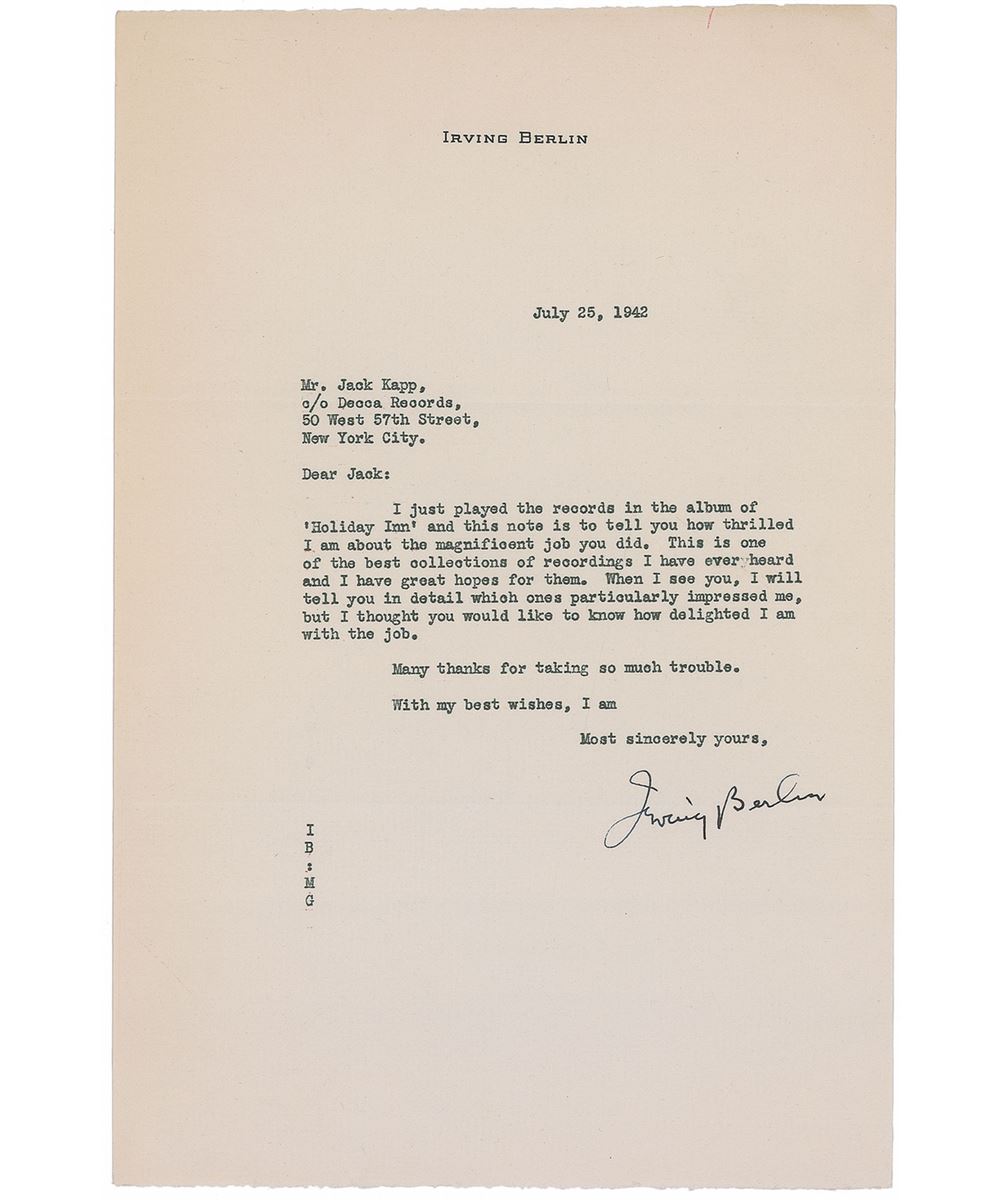 IRVING BERLIN
July 25, 1942
Mr. Jack Kapp,
c/o Decca Records,
50 West 57th Street,
New York City.
Dear Jack:
I just played the records in the album of
'Holiday Inn' and this note is to tell you how thrilled
I am about the magnificent job you did. This is one
of the best collections of recordings I have ever heard
and I have great hopes for them. When I see you, I will
tell you in detail which ones particularly impressed me,
but I thought you would like to know how delighted I am
with the job.
Many thanks for taking so much trouble.
With my best wishes, I am
Most sincerely yours,
Irving Berlin
I
B
:
M
G